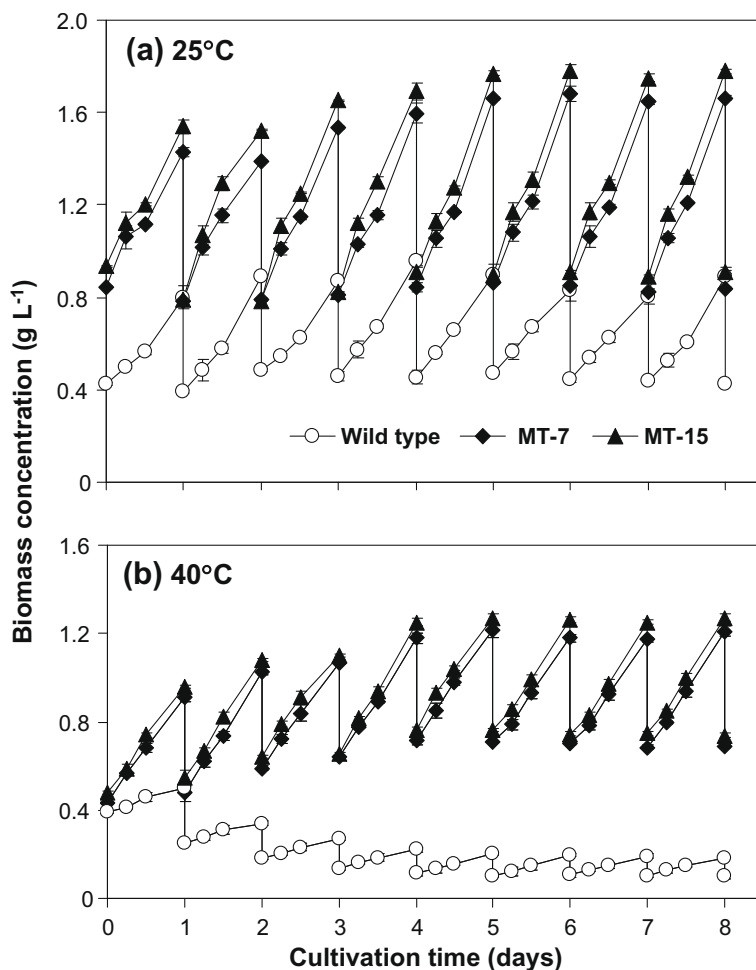 (a) 25°C
2.0
1.6
1.2
0.8
0.4
0
Wild type MT-7 MT-15
Biomass concentration (g L-1)
(b) 40°C
1.6
1.2
0.8
0.4
0
0 1 2 3 4 5 6 7 8
Cultivation time (days)